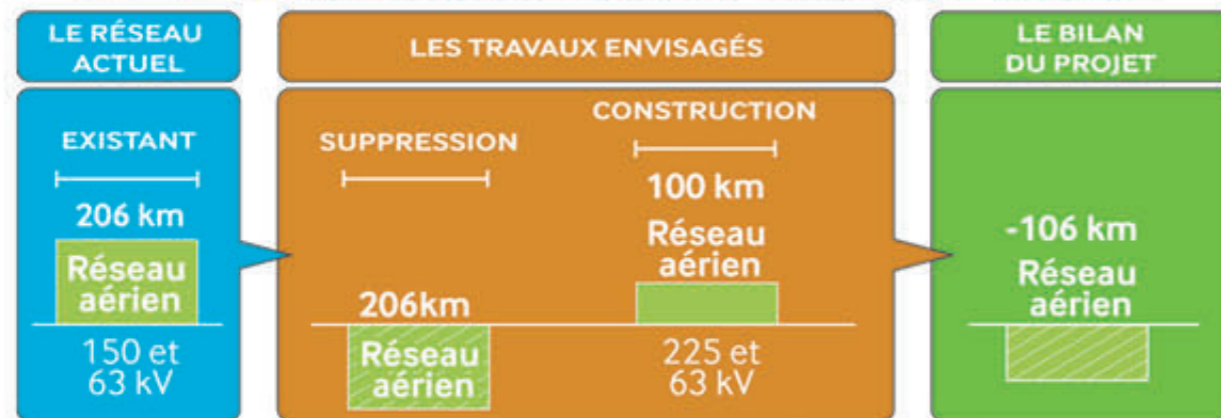 LE RÉSEAU
ACTUEL
EXISTANT
206 km
Réseau
aérien
150 et
63 kV
LES TRAVAUX ENVISAGÉS
SUPPRESSION
206km
Réseau
aérien
CONSTRUCTION
100 km
Réseau
aérien
225 et
63 kV
LE BILAN
DU PROJET
-106 km
Réseau
aérien